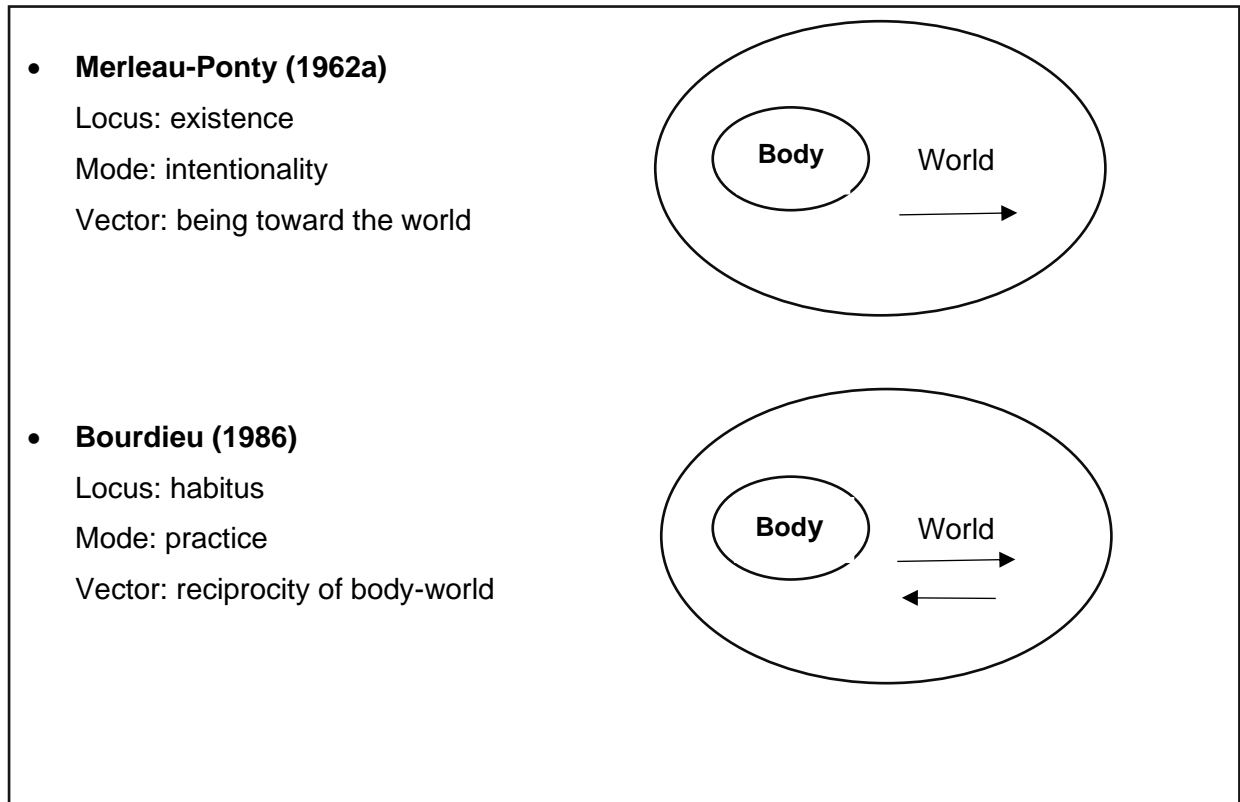 • Merleau-Ponty (1962a)
Locus: existence
Mode: intentionality
Vector: being toward the world
Body
World
• Bourdieu (1986)
Locus: habitus
Mode: practice
Vector: reciprocity of body-world
Body
World